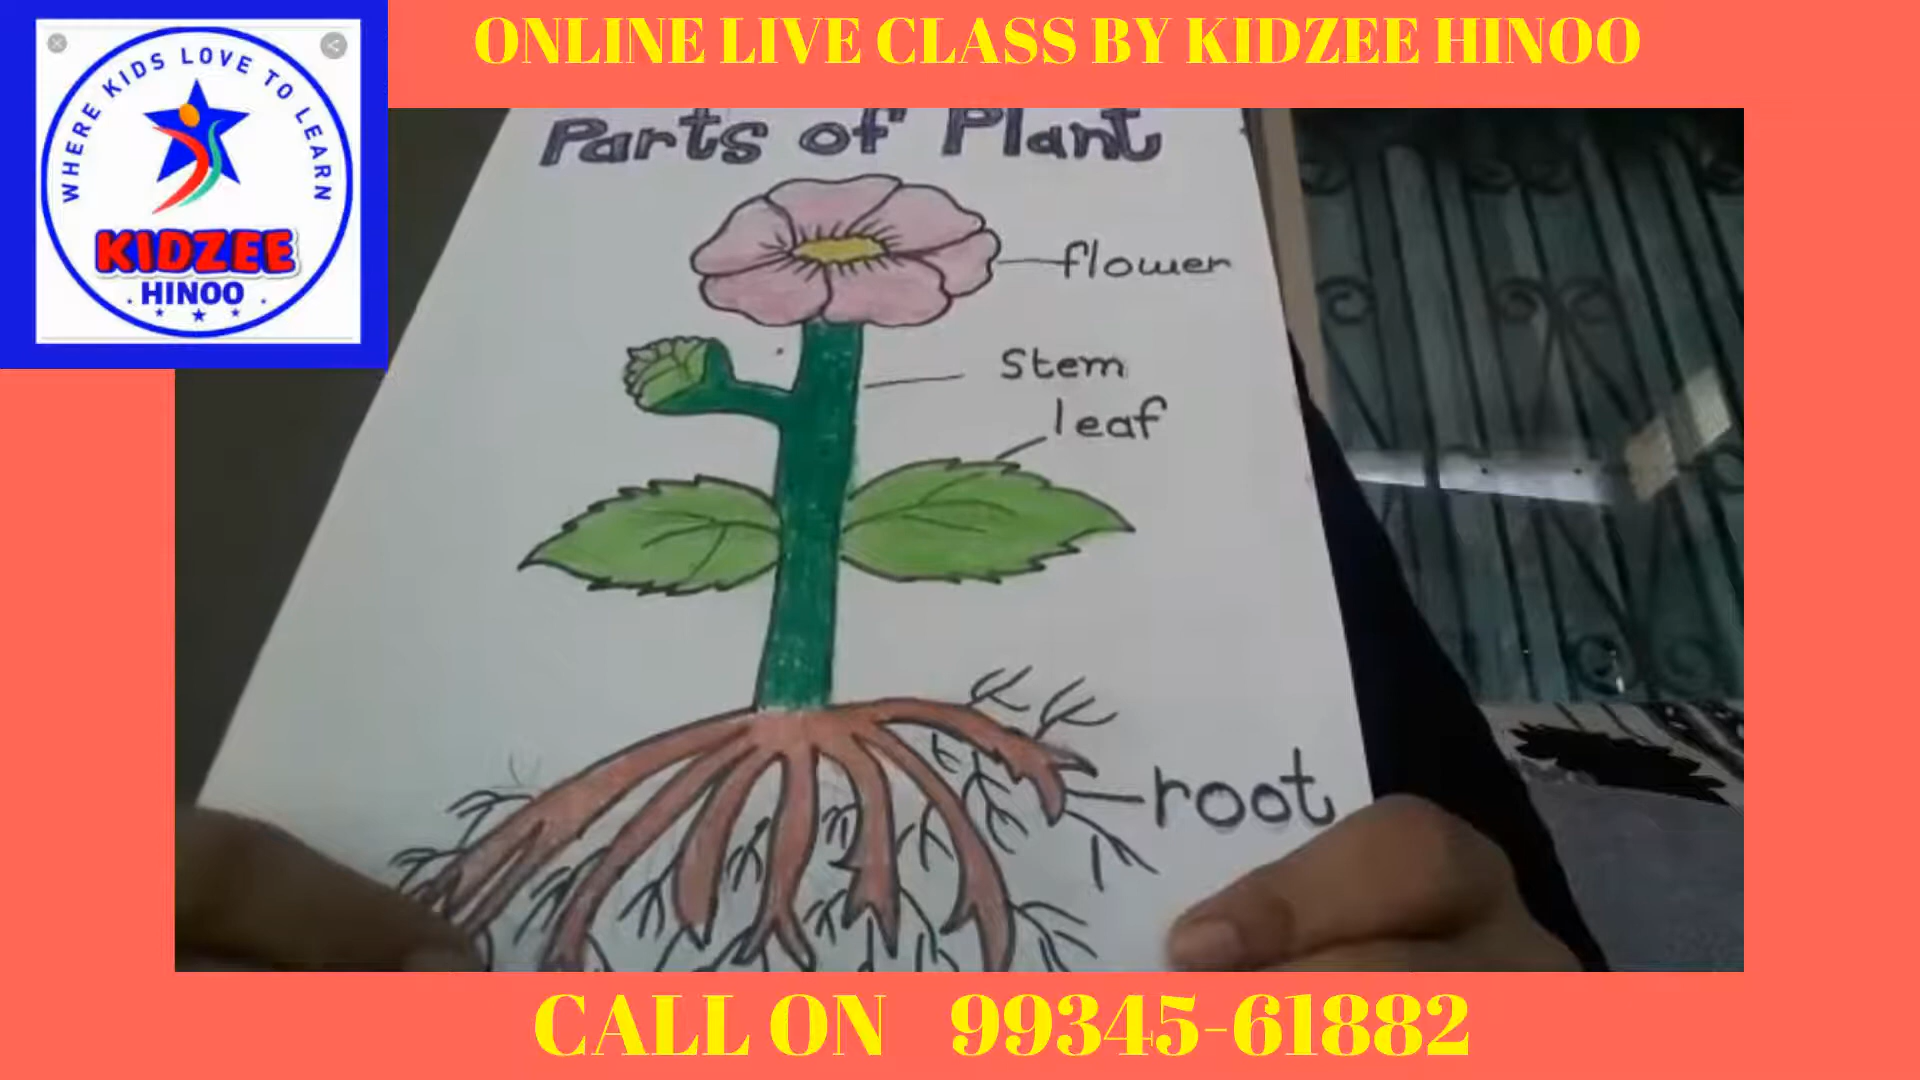 ONLINE LIVE CLASS BY KIDZEE HINOO
WHERE KIDS LOVE TO LEARN
KIDZEE
. HINOO .
Parts of Plant
flower
Stem
leaf
root
CALL ON 99345-61882